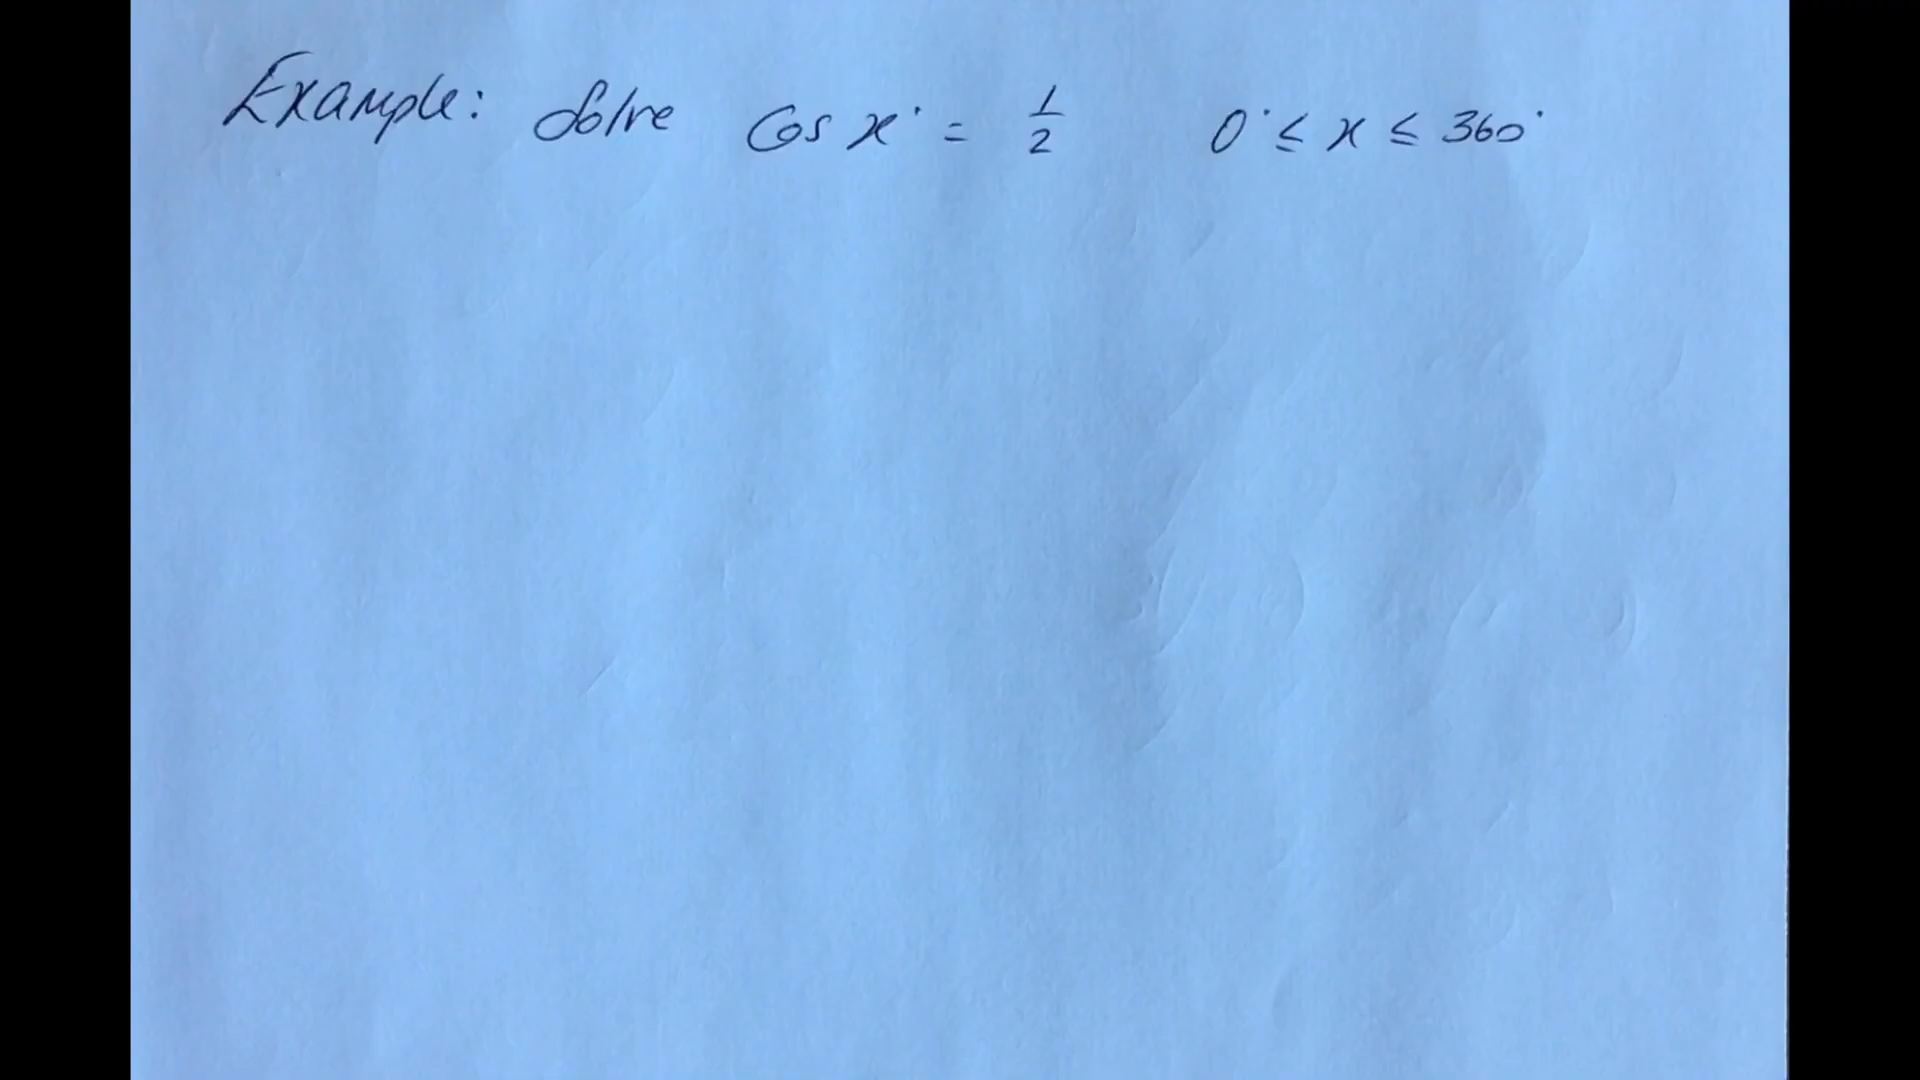 Example: Solve Cos x° = 1/2 0° ≤ x ≤ 360°